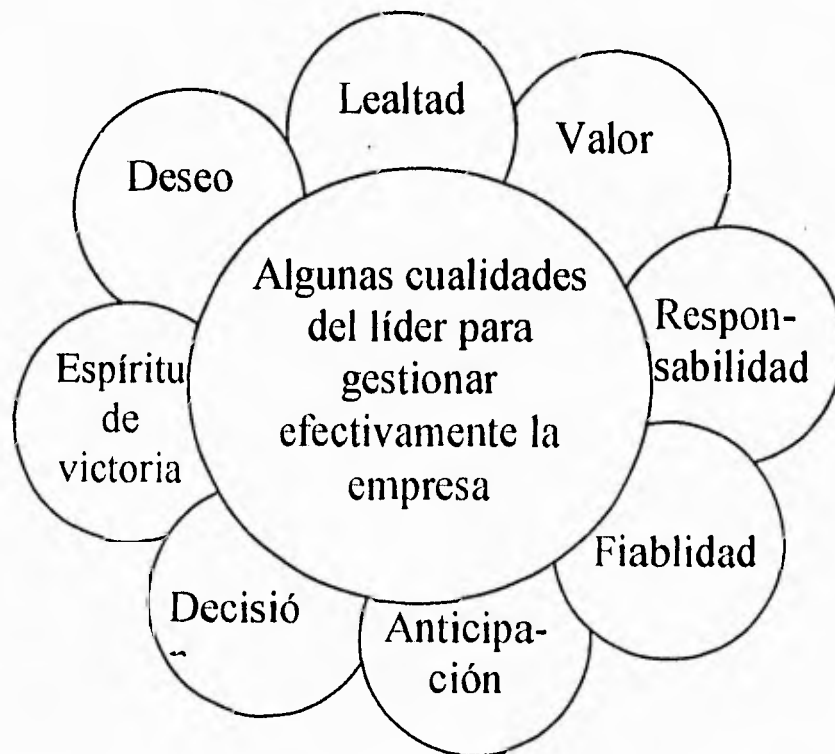 Lealtad
Valor
Deseo
Algunas cualidades
del líder para
gestionar
efectivamente la
empresa
Respon-
sabilidad
Espíritu
de
victoria
Fiablidad
Decisió
Anticipa-
ción